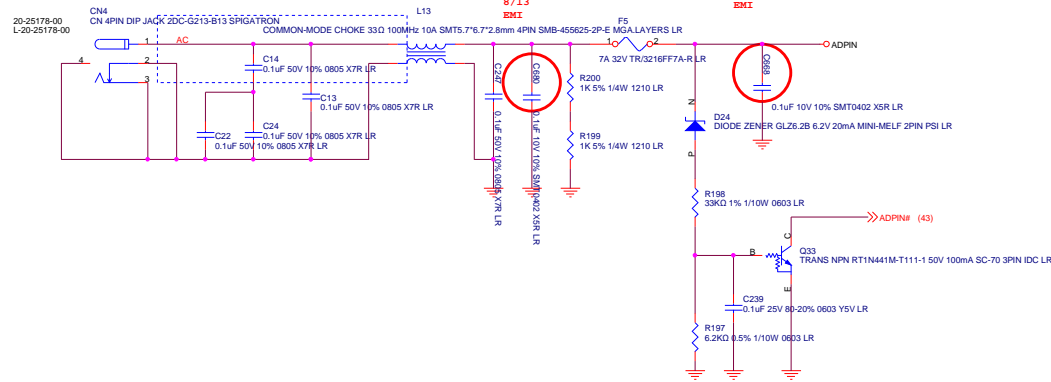 8/13
EMI
EMI
CN4
CN 4PIN DIP JACK 2DC-G213-B13 SPIGATRON
20-25178-00
L-20-25178-00
L13
COMMON-MODE CHOKE 33Ω 100MHz 10A SMT5.7*6.7*2.8mm 4PIN SMB-455625-2P-E MGA.LAYERS LR
F5
1
2
7A 32V TR/3216FF7A-R LR
ADPIN
1
AC
4
2
3
C14
0.1uF 50V 10% 0805 X7R LR
C13
0.1uF 50V 10% 0805 X7R LR
C22
0.1uF 50V 10% 0805 X7R LR
C24
0.1uF 50V 10% 0805 X7R LR
C247
0.1uF 50V 10% 0805 X7R LR
C680
0.1uF 10V 10% SMT0402 X5R LR
R200
1K 5% 1/4W 1210 LR
R199
1K 5% 1/4W 1210 LR
C668
0.1uF 10V 10% SMT0402 X5R LR
N
D24
DIODE ZENER GLZ6.2B 6.2V 20mA MINI-MELF 2PIN PSI LR
P
R198
33KΩ 1% 1/10W 0603 LR
ADPIN# (43)
C
B
Q33
TRANS NPN RT1N441M-T111-1 50V 100mA SC-70 3PIN IDC LR
E
C239
0.1uF 25V 80-20% 0603 Y5V LR
R197
6.2KΩ 0.5% 1/10W 0603 LR